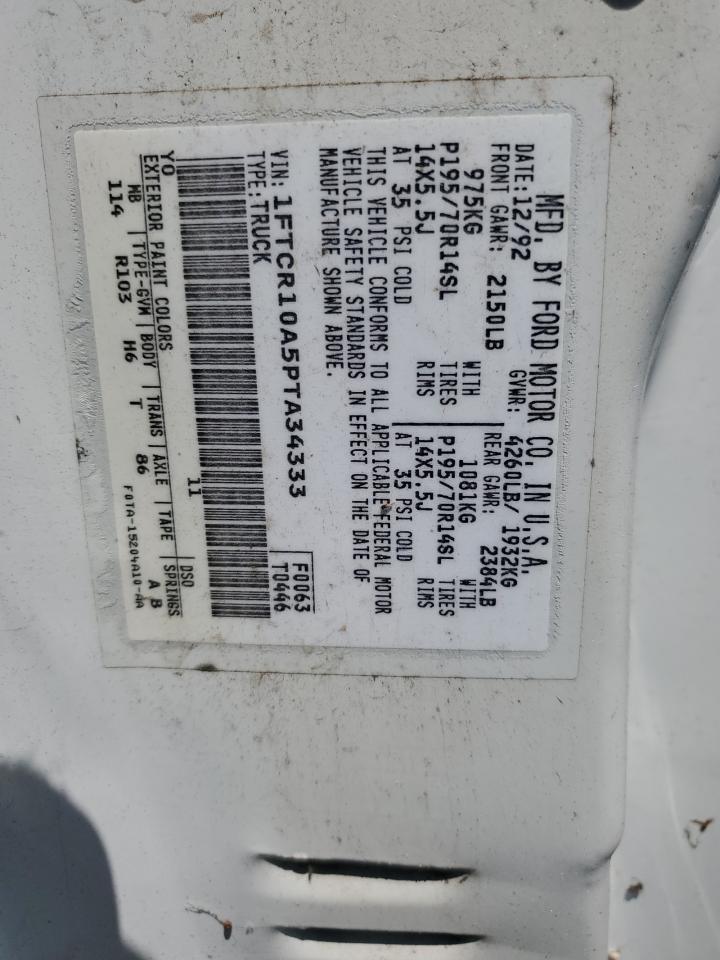 MFD. BY FORD MOTOR CO. IN U.S.A.
DATE: 12/92 GVWR: 4260LB/ 1932KG
FRONT GAWR: 2150LB REAR GAWR: 2384LB
975KG WITH 1081KG WITH
P195/70R14SL TIRES P195/70R14SL TIRES
14X5.5J RIMS 14X5.5J RIMS
AT 35 PSI COLD AT 35 PSI COLD
THIS VEHICLE CONFORMS TO ALL APPLICABLE FEDERAL MOTOR
VEHICLE SAFETY STANDARDS IN EFFECT ON THE DATE OF
MANUFACTURE SHOWN ABOVE.
VIN: 1FTCR10A5PTA34333 F0063
TYPE: TRUCK T0446
YO 11
EXTERIOR PAINT COLORS DSO
WB TYPE-GVW BODY TRANS AXLE TAPE SPRINGS
114 R103 H6 T 86 A B
F0TA-15204A10-AA